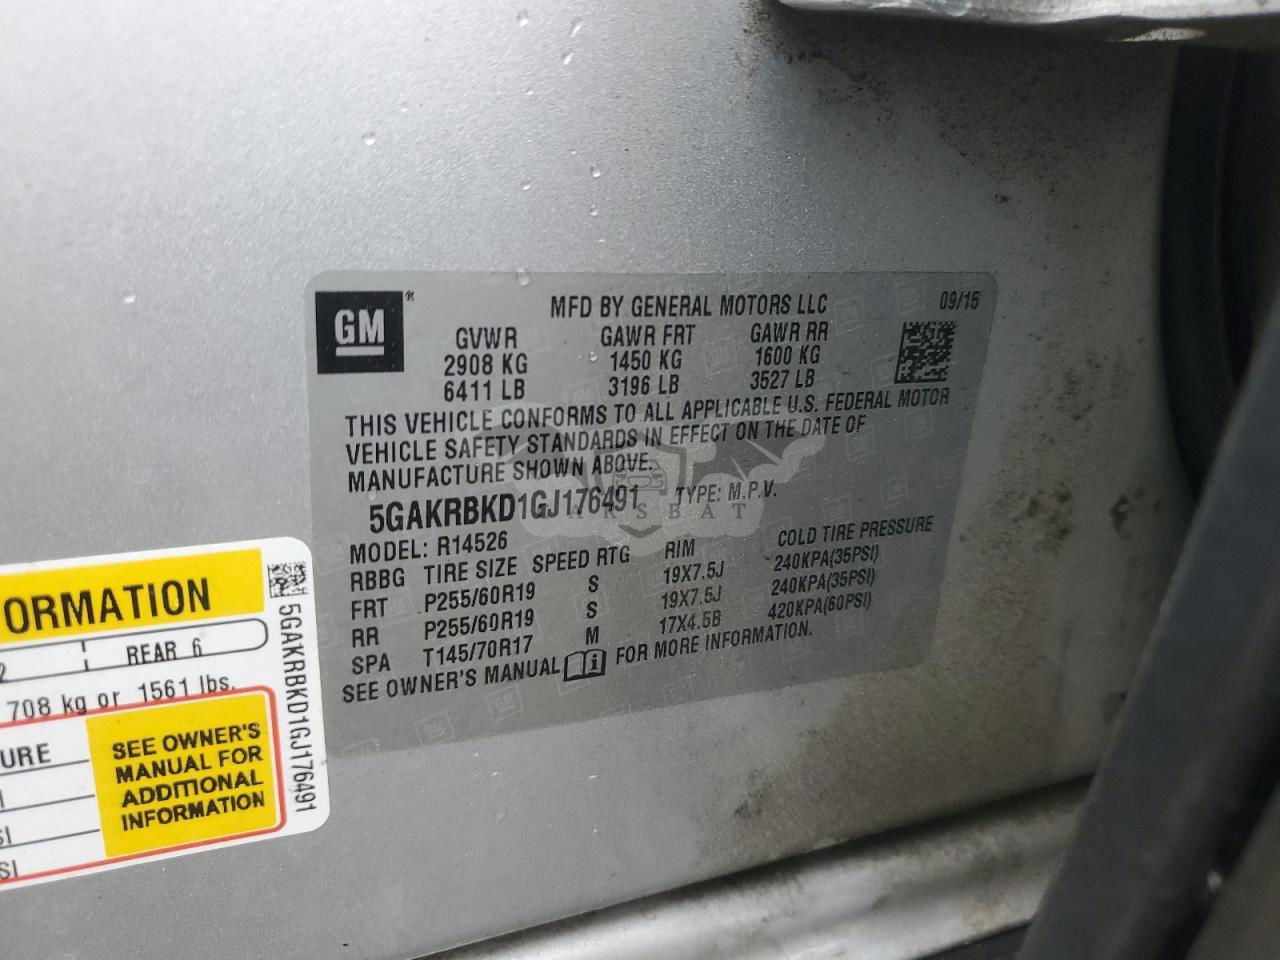 GM
MFD BY GENERAL MOTORS LLC 09/15
GVWR GAWR FRT GAWR RR
2908 KG 1450 KG 1600 KG
6411 LB 3196 LB 3527 LB
THIS VEHICLE CONFORMS TO ALL APPLICABLE U.S. FEDERAL MOTOR
VEHICLE SAFETY STANDARDS IN EFFECT ON THE DATE OF
MANUFACTURE SHOWN ABOVE.
5GAKRBKD1GJ176491 TYPE: M.P.V.
CARSBAT
MODEL: R14526
RBBG TIRE SIZE SPEED RTG RIM COLD TIRE PRESSURE
FRT P255/60R19 S 19X7.5J 240KPA(35PSI)
RR P255/60R19 S 19X7.5J 240KPA(35PSI)
SPA T145/70R17 M 17X4.5B 420KPA(60PSI)
SEE OWNER'S MANUAL i FOR MORE INFORMATION.
ORMATION
2 REAR 6
708 kg or 1561 lbs.
URE
SI
SI
SEE OWNER'S
MANUAL FOR
ADDITIONAL
INFORMATION
5GAKRBKD1GJ176491